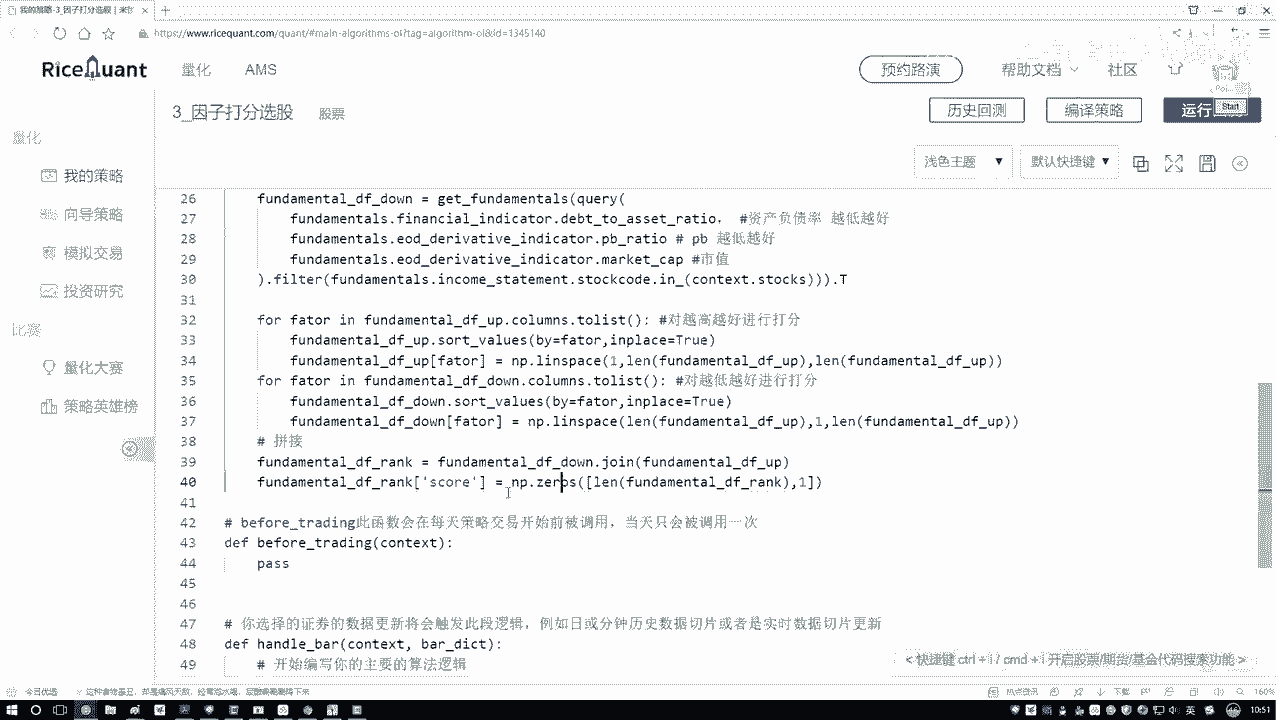 我的策略-3_因子打分选股 | 米
https://www.ricequant.com/quant/#main-algorithms-ol?tag=algorithm-ol&id=1345140
RiceQuant 量化 AMS 预约路演 帮助文档 社区
3_因子打分选股 股票 历史回测 编译策略 运行 Start
浅色主题 默认快捷键
量化
我的策略
向导策略
模拟交易
投资研究
比赛
量化大赛
策略英雄榜
26 fundamental_df_down = get_fundamentals(query(
27 fundamentals.financial_indicator.debt_to_asset_ratio, #资产负债率 越低越好
28 fundamentals.eod_derivative_indicator.pb_ratio # pb 越低越好
29 fundamentals.eod_derivative_indicator.market_cap #市值
30 ).filter(fundamentals.income_statement.stockcode.in_(context.stocks))).T
31
32 for fator in fundamental_df_up.columns.tolist(): #对越高越好进行打分
33 fundamental_df_up.sort_values(by=fator,inplace=True)
34 fundamental_df_up[fator] = np.linspace(1,len(fundamental_df_up),len(fundamental_df_up))
35 for fator in fundamental_df_down.columns.tolist(): #对越低越好进行打分
36 fundamental_df_down.sort_values(by=fator,inplace=True)
37 fundamental_df_down[fator] = np.linspace(len(fundamental_df_up),1,len(fundamental_df_up))
38 # 拼接
39 fundamental_df_rank = fundamental_df_down.join(fundamental_df_up)
40 fundamental_df_rank['score'] = np.zeros([len(fundamental_df_rank),1])
41
42 # before_trading此函数会在每天策略交易开始前被调用，当天只会被调用一次
43 def before_trading(context):
44 pass
45
46
47 # 你选择的证券的数据更新将会触发此段逻辑，例如日或分钟历史数据切片或者是实时数据切片更新
48 def handle_bar(context, bar_dict):
49 # 开始编写你的主要的算法逻辑
<快捷键 ctrl + i / cmd + i 开启股票/期货/基金代码搜索功能 >
今日优选 下载 160%
英 10:51